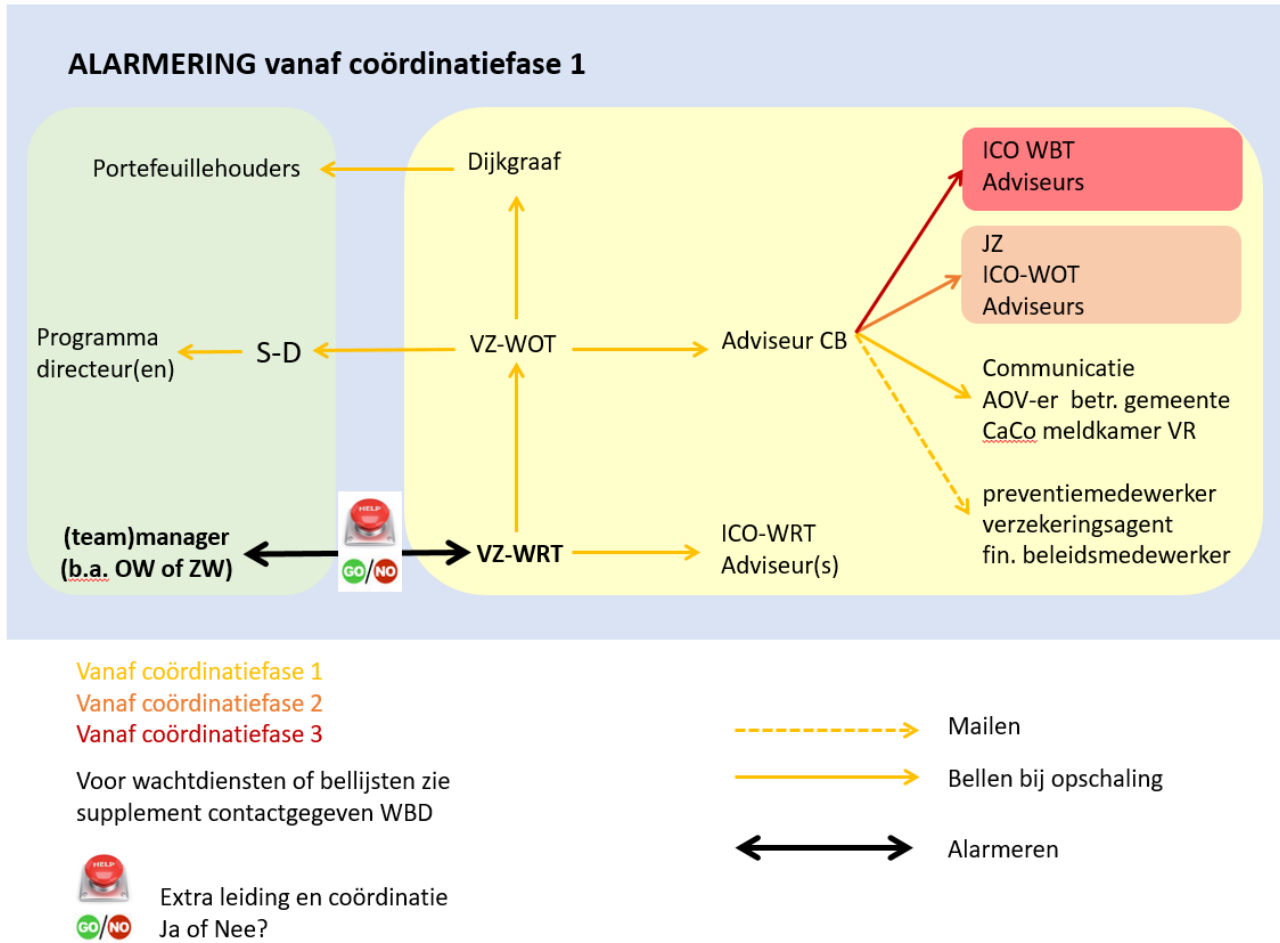 ALARMERING vanaf coördinatiefase 1
Portefeuillehouders
Dijkgraaf
ICO WBT
Adviseurs
JZ
ICO-WOT
Adviseurs
Programma
directeur(en)
S-D
VZ-WOT
Adviseur CB
Communicatie
AOV-er betr. gemeente
CaCo meldkamer VR
preventiemedewerker
verzekeringsagent
fin. beleidsmedewerker
(team)manager
(b.a. OW of ZW)
HELP
GO/NO
VZ-WRT
ICO-WRT
Adviseur(s)
Vanaf coördinatiefase 1
Vanaf coördinatiefase 2
Vanaf coördinatiefase 3
Voor wachtdiensten of bellijsten zie
supplement contactgegeven WBD
Mailen
Bellen bij opschaling
Alarmeren
HELP
GO/NO
Extra leiding en coördinatie
Ja of Nee?